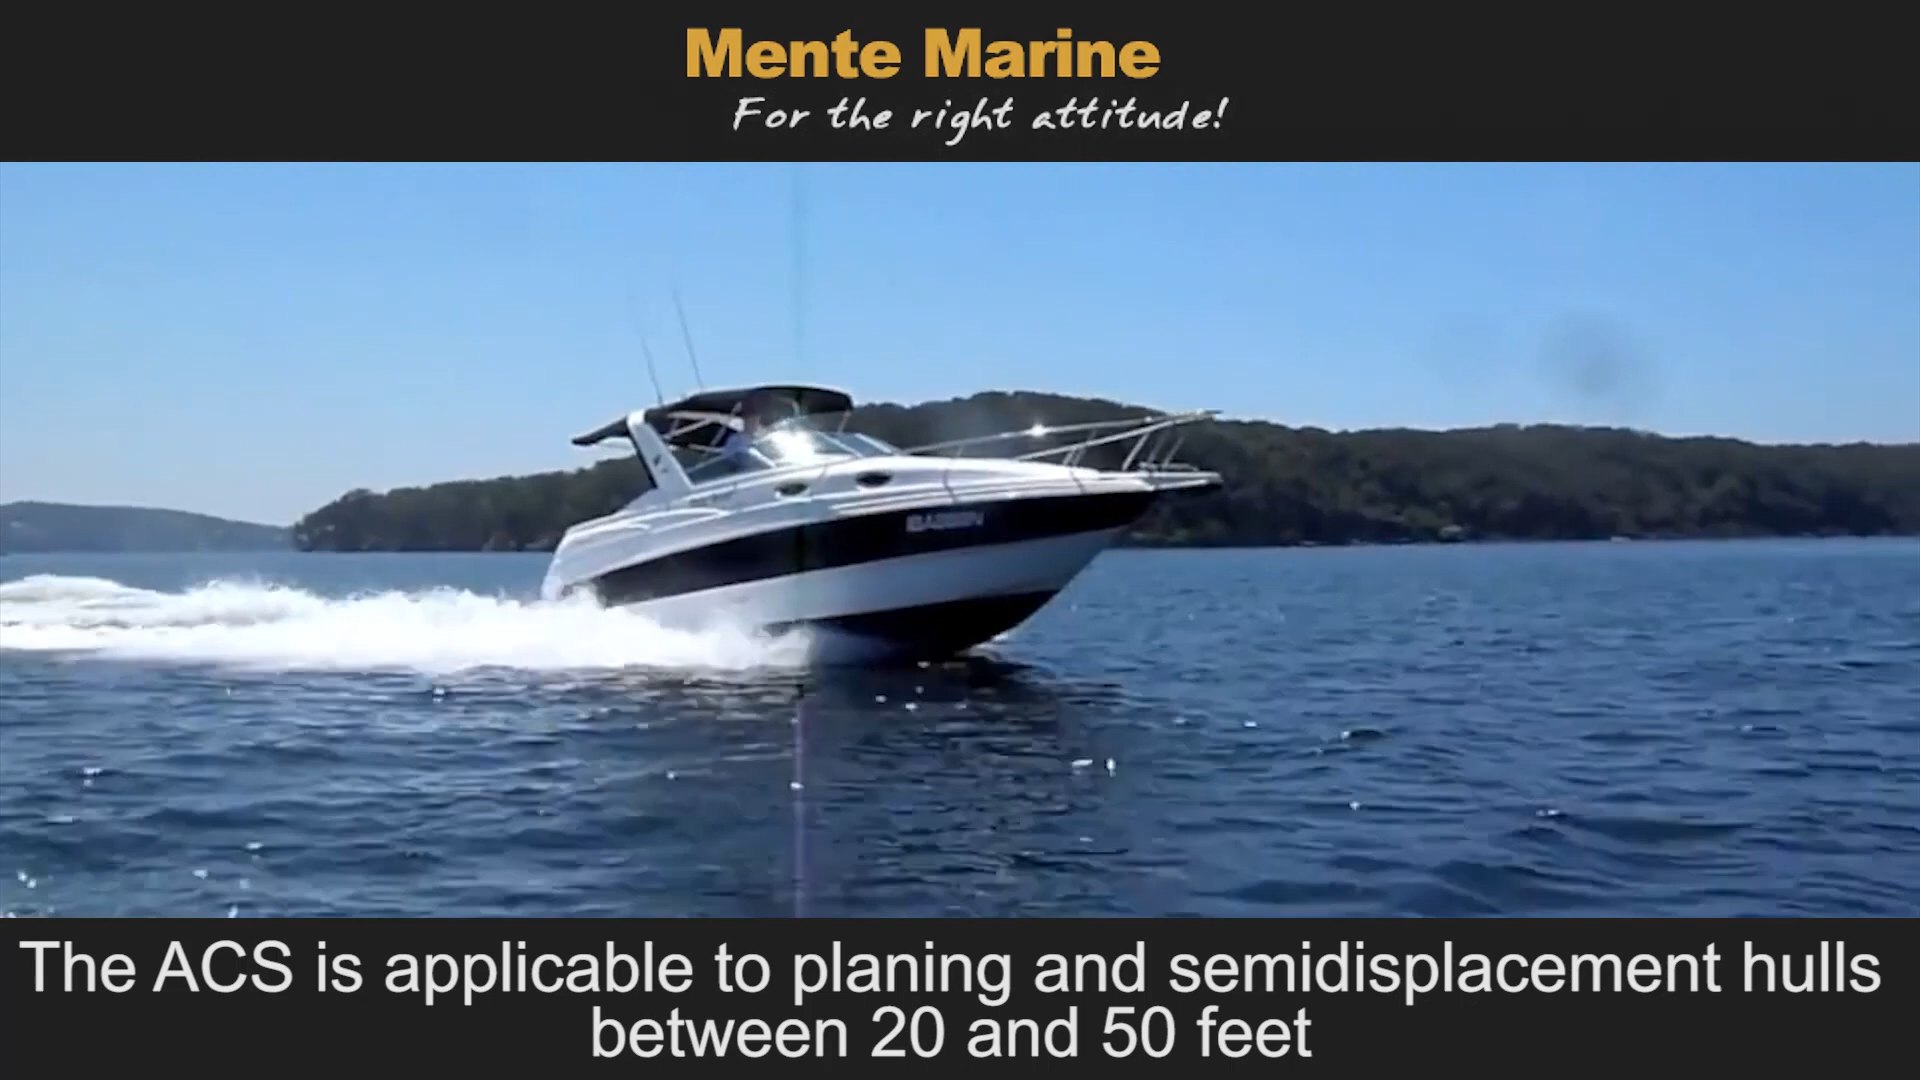 Mente Marine
For the right attitude!
The ACS is applicable to planing and semidisplacement hulls
between 20 and 50 feet